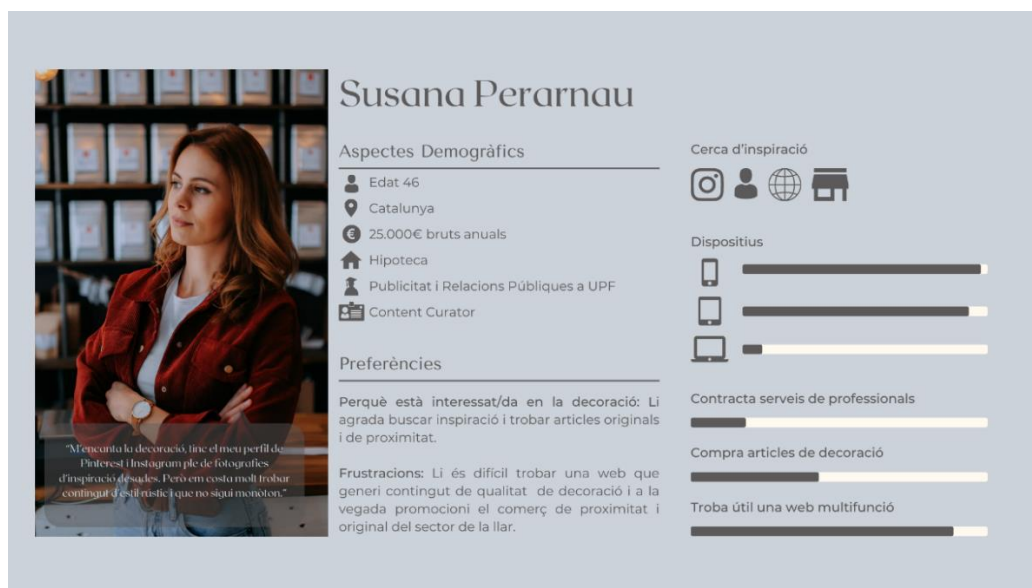 Susana Perarnau
Aspectes Demogràfics
Edat 46
Catalunya
25.000€ bruts anuals
Hipoteca
Publicitat i Relacions Públiques a UPF
Content Curator
Preferències
Perquè està interessat/da en la decoració: Li
agrada buscar inspiració i trobar articles originals
i de proximitat.
Frustracions: Li és difícil trobar una web que
generi contingut de qualitat de decoració i a la
vegada promocioni el comerç de proximitat i
original del sector de la llar.
"M'encanta la decoració, tinc el meu perfil de
Pinterest i Instagram ple de fotografies
d'inspiració desades. Però em costa molt trobar
contingut d'estil rústic i que no sigui monòton."
Cerca d'inspiració
Dispositius
Contracta serveis de professionals
Compra articles de decoració
Troba útil una web multifunció